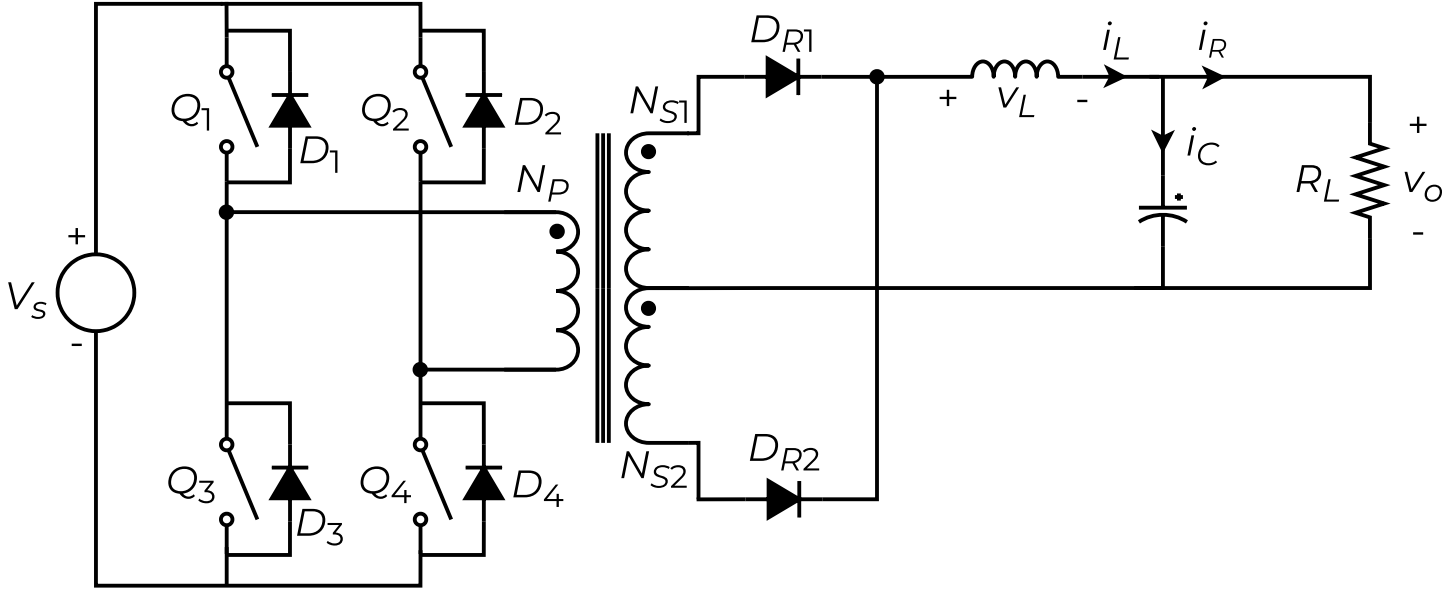 D_R1
i_L
i_R
Q_1
Q_2
D_2
N_S1
+ v_L -
D_1
i_C
+
N_P
R_L
v_O
+
-
V_S
-
Q_3
D_3
Q_4
D_4
N_S2
D_R2